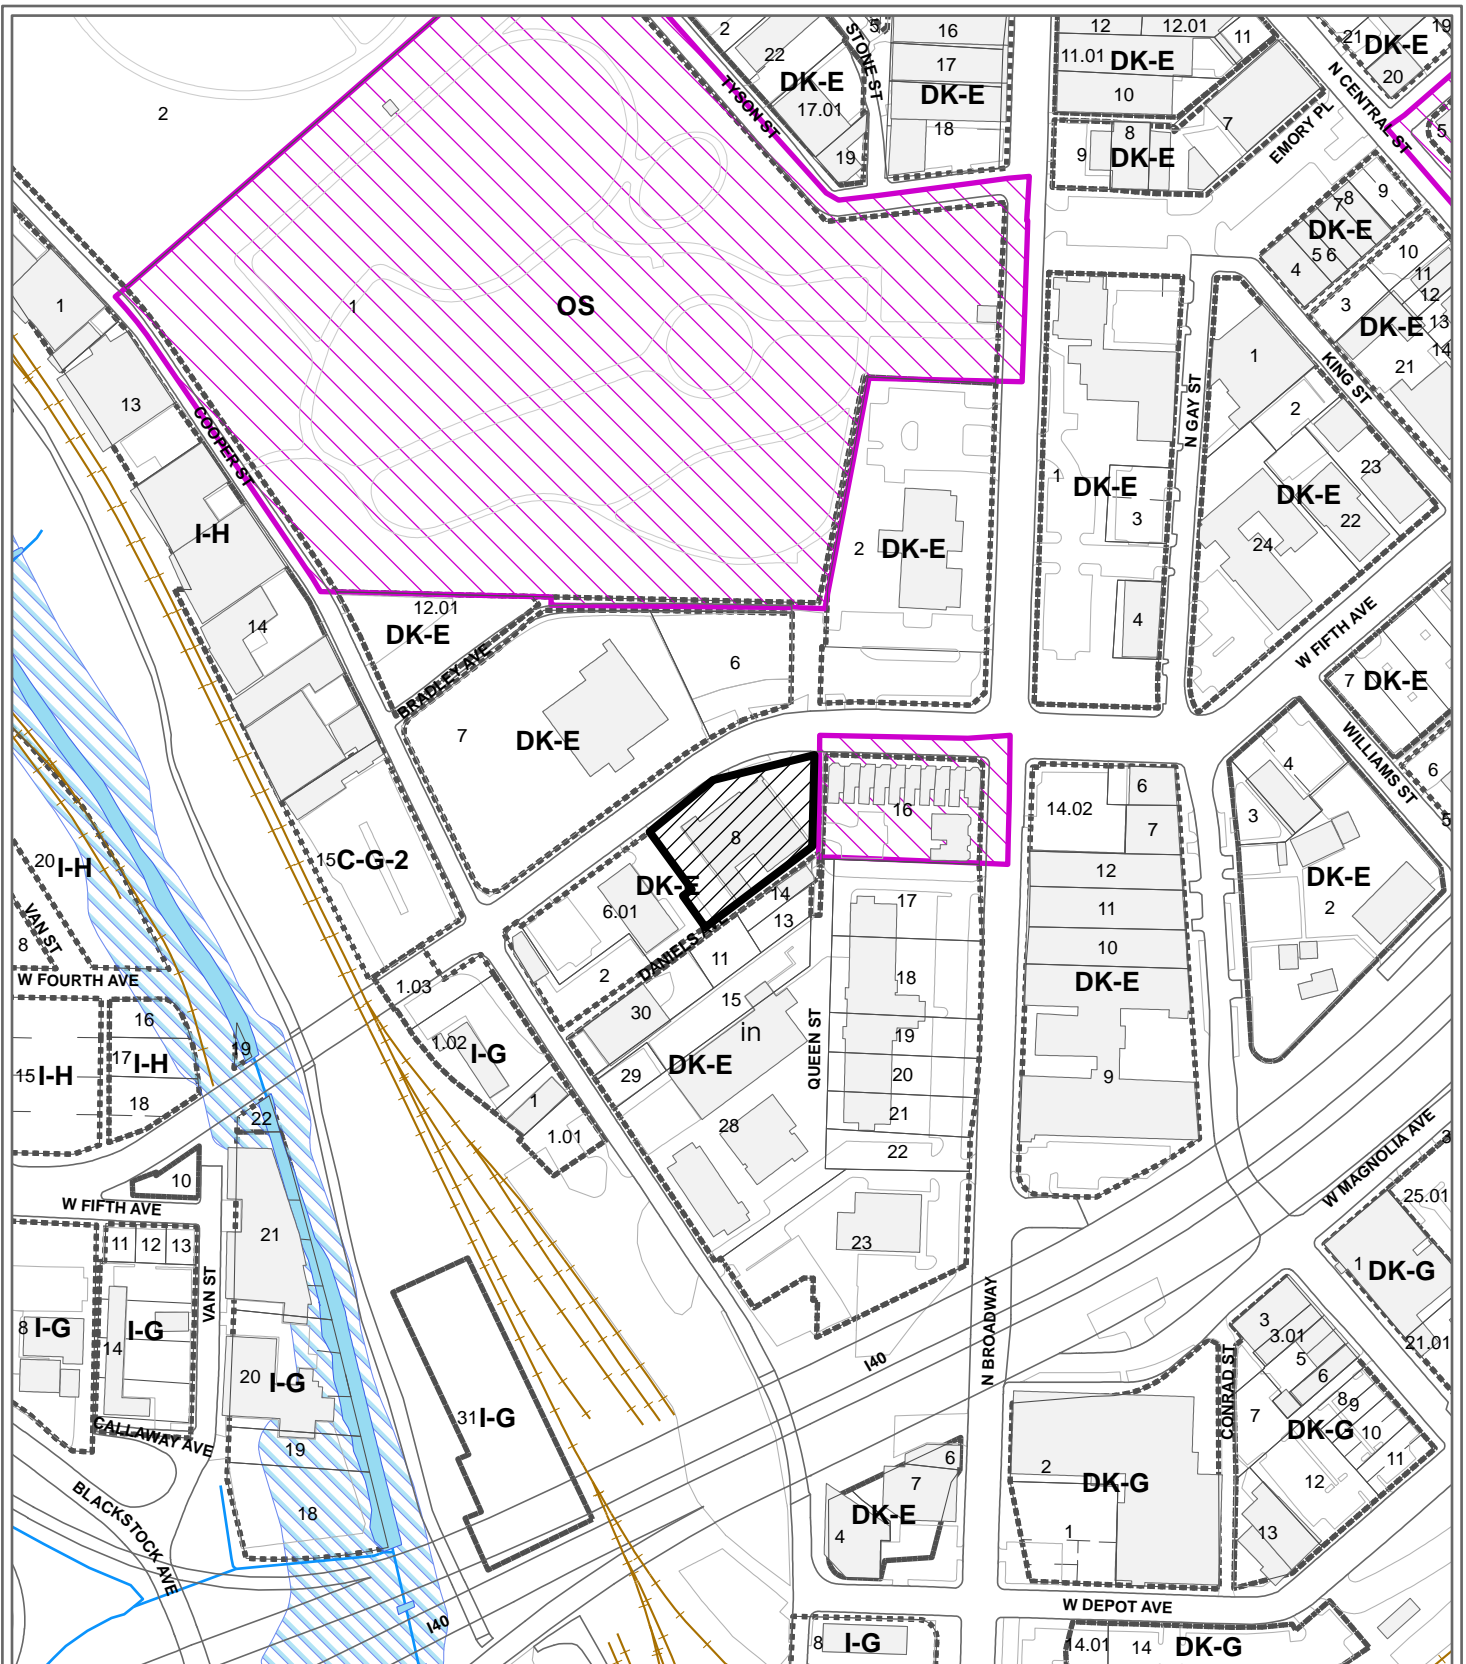 2
22
DK-E
17.01
19
STONE ST
5
16
17
DK-E
18
12
12.01
11
11.01
DK-E
10
21
DK-E
19
20
N CENTRAL ST
5
TYSON ST
2
8
9
DK-E
7
EMORY PL
9
8
7
DK-E
5
6
4
10
11
12
13
14
3
DK-E
21
1
1
OS
13
COOPER ST
I-H
14
12.01
DK-E
BRADLEY AVE
6
7
DK-E
2
DK-E
1
DK-E
3
4
N GAY ST
1
2
KING ST
23
DK-E
22
24
W FIFTH AVE
7
DK-E
WILLIAMS ST
6
5
4
3
DK-E
2
16
14.02
6
7
12
11
10
DK-E
9
8
DK-E
6.01
2
DANIELS
14
13
11
15
in
30
DK-E
29
28
QUEEN ST
17
18
19
20
21
22
23
15
C-G-2
20
I-H
VAN ST
8
W FOURTH AVE
16
17
I-H
18
15
I-H
19
22
1.03
1.02
I-G
1
1.01
10
W FIFTH AVE
11
12
13
VAN ST
21
8
I-G
14
I-G
20
I-G
CALLAWAY AVE
19
18
BLACKSTOCK AVE
31
I-G
I40
I40
N BROADWAY
W MAGNOLIA AVE
3
25.01
1
DK-G
21.01
3
3.01
5
6
7
8
9
10
11
DK-G
12
13
CONRAD ST
2
DK-G
1
6
7
DK-E
4
W DEPOT AVE
8
I-G
14.01
14
DK-G